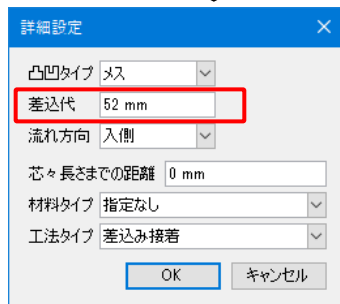 詳細設定
凸凹タイプ メス
差込代 52 mm
流れ方向 入側
芯々長さまでの距離 0 mm
材料タイプ 指定なし
工法タイプ 差込み接着
OK キャンセル